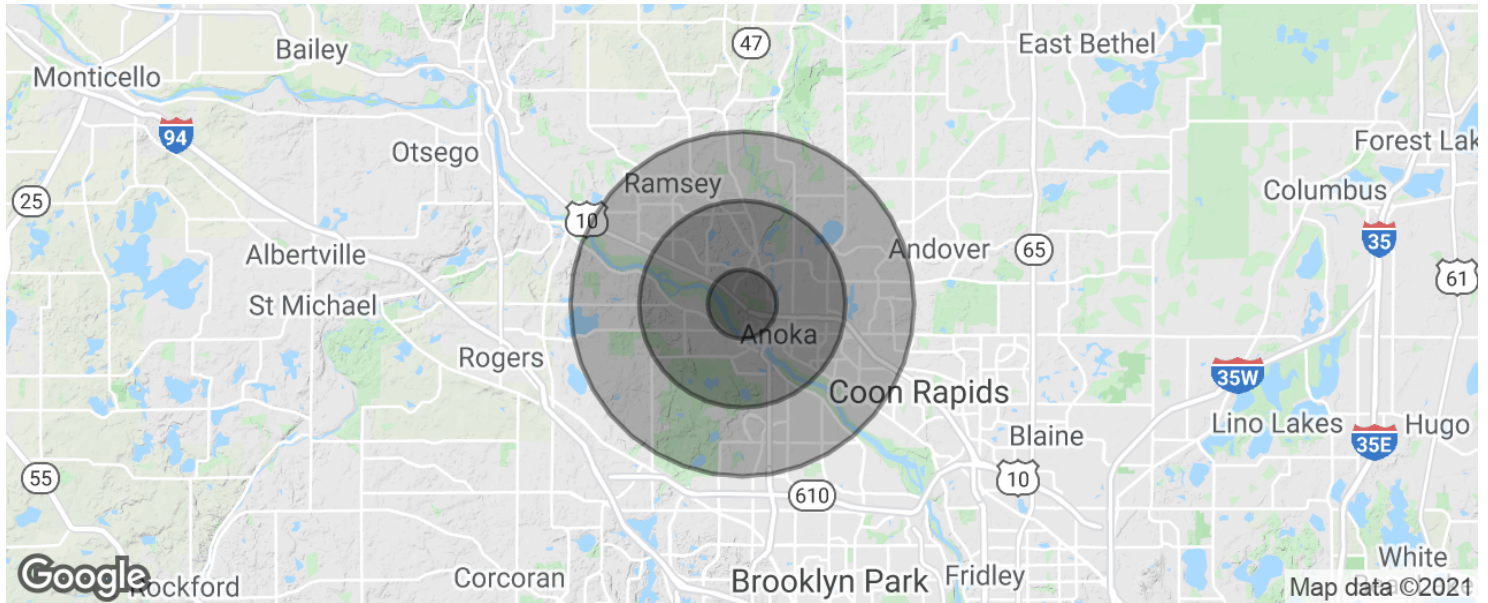 47
Bailey
East Bethel
Monticello
94
Forest Lak
Otsego
Ramsey
Columbus
25
10
35
Andover
65
Albertville
61
St Michael
Anoka
Rogers
35W
Coon Rapids
Lino Lakes
Hugo
Blaine
35E
55
10
610
White
Google
Rockford
Corcoran
Brooklyn Park
Fridley
Map data ©2021